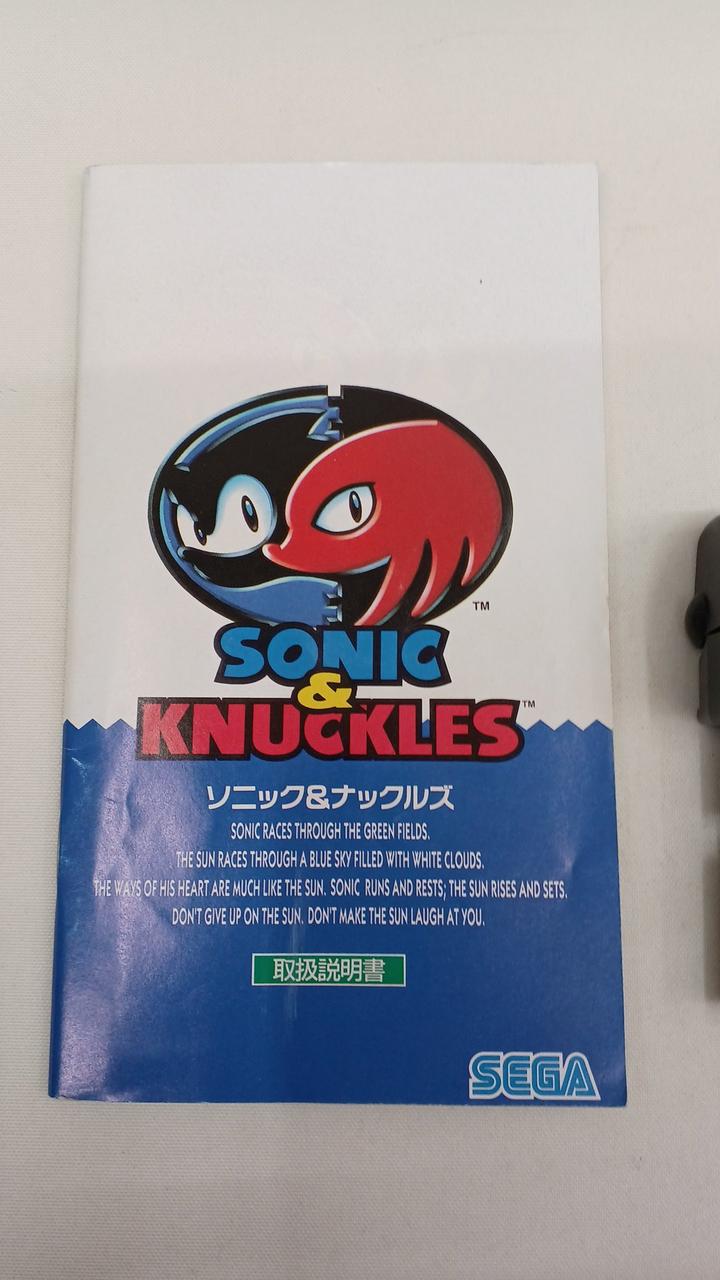 TM
SONIC
&
KNUCKLES™
ソニック&ナックルズ
SONIC RACES THROUGH THE GREEN FIELDS.
THE SUN RACES THROUGH A BLUE SKY FILLED WITH WHITE CLOUDS.
THE WAYS OF HIS HEART ARE MUCH LIKE THE SUN. SONIC RUNS AND RESTS; THE SUN RISES AND SETS.
DON'T GIVE UP ON THE SUN. DON'T MAKE THE SUN LAUGH AT YOU.
取扱説明書
SEGA